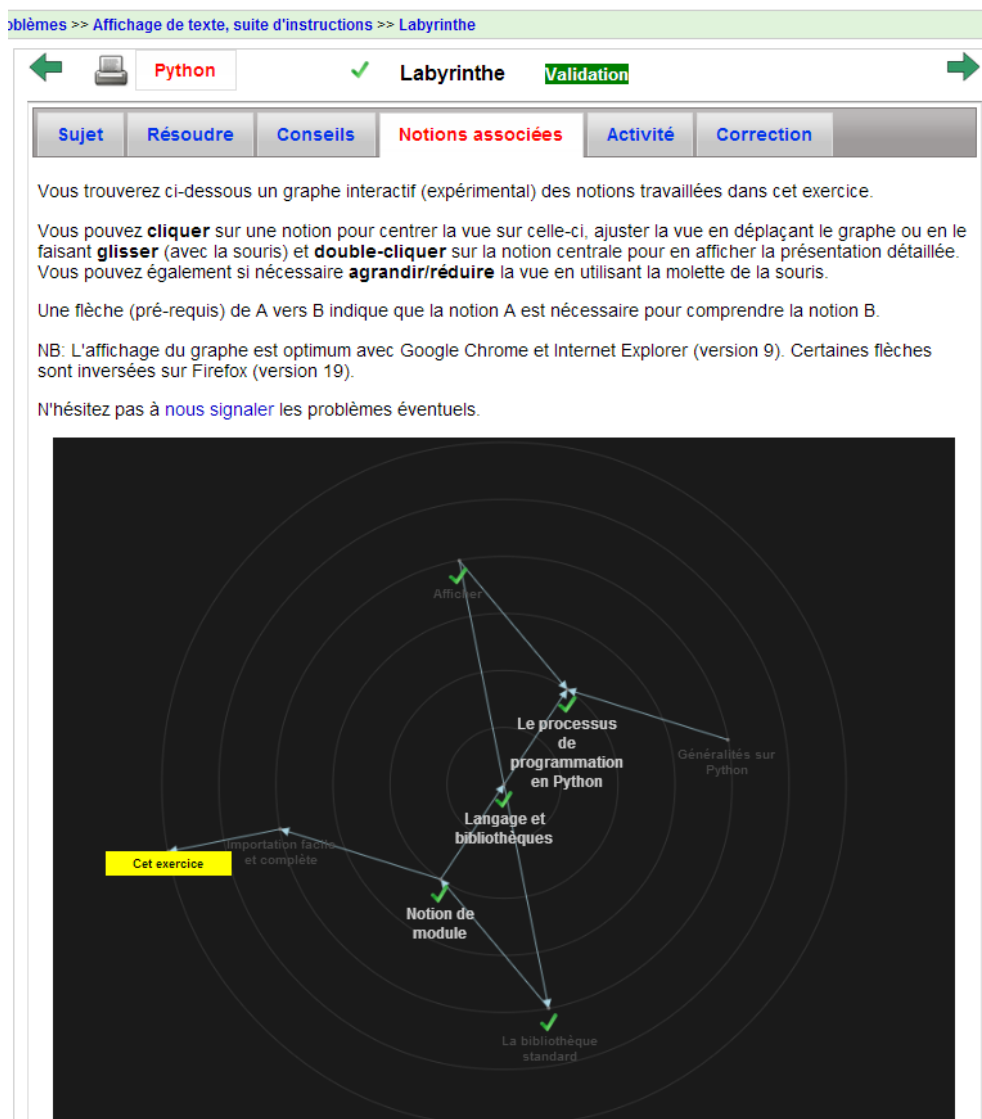 oblèmes >> Affichage de texte, suite d'instructions >> Labyrinthe
Python Labyrinthe Validation
Sujet Résoudre Conseils Notions associées Activité Correction
Vous trouverez ci-dessous un graphe interactif (expérimental) des notions travaillées dans cet exercice.
Vous pouvez cliquer sur une notion pour centrer la vue sur celle-ci, ajuster la vue en déplaçant le graphe ou en le
faisant glisser (avec la souris) et double-cliquer sur la notion centrale pour en afficher la présentation détaillée.
Vous pouvez également si nécessaire agrandir/réduire la vue en utilisant la molette de la souris.
Une flèche (pré-requis) de A vers B indique que la notion A est nécessaire pour comprendre la notion B.
NB: L'affichage du graphe est optimum avec Google Chrome et Internet Explorer (version 9). Certaines flèches
sont inversées sur Firefox (version 19).
N'hésitez pas à nous signaler les problèmes éventuels.
Afficher
Le processus
de
programmation
en Python
Généralités sur
Python
Langage et
bibliothèques
Importation facile
et complète
Cet exercice
Notion de
module
La bibliothèque
standard